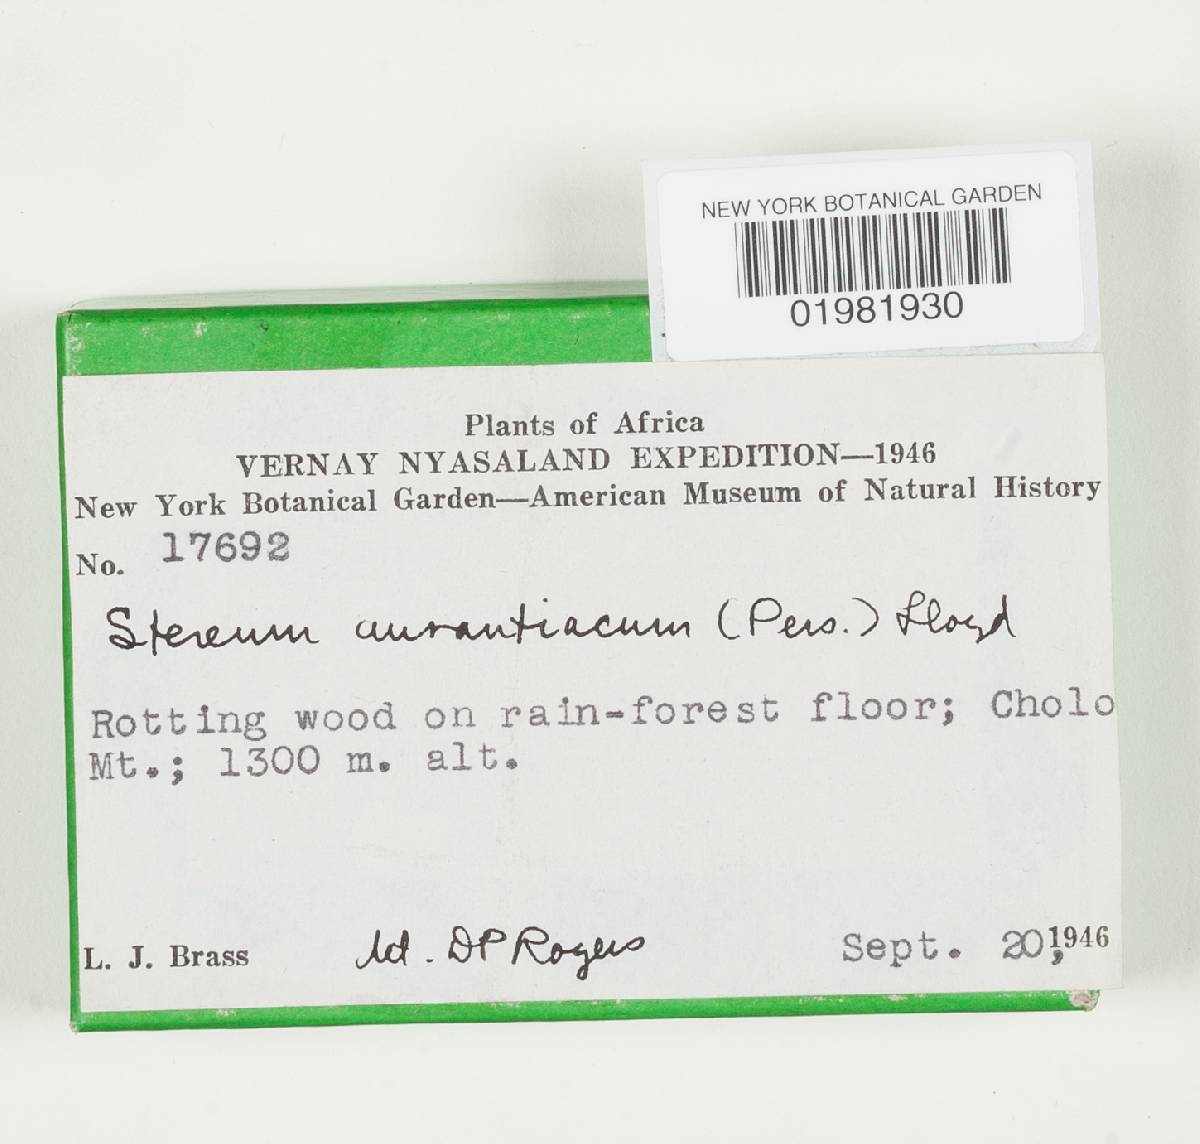 NEW YORK BOTANICAL GARDEN
01981930
Plants of Africa
VERNAY NYASALAND EXPEDITION—1946
New York Botanical Garden—American Museum of Natural History
No. 17692
Stereum aurantiacum (Pers.) Lloyd
Rotting wood on rain-forest floor; Cholo
Mt.; 1300 m. alt.
L. J. Brass
Id. DP Rogers
Sept. 20, 1946